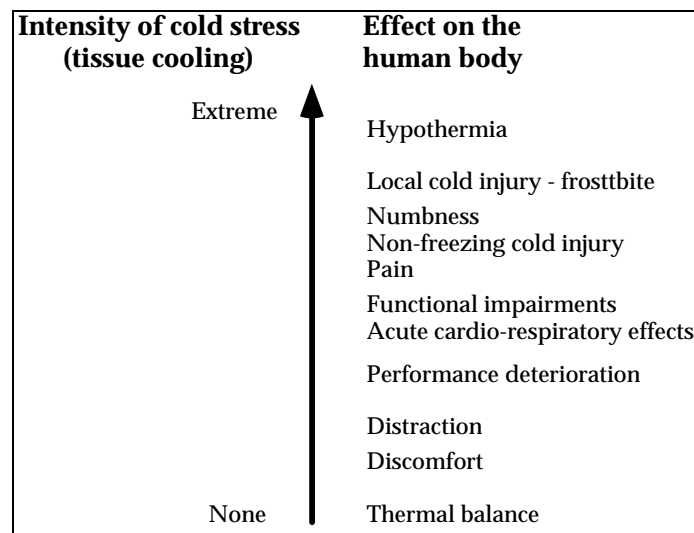 Intensity of cold stress
(tissue cooling)
Effect on the
human body
Extreme
Hypothermia
Local cold injury - frosttbite
Numbness
Non-freezing cold injury
Pain
Functional impairments
Acute cardio-respiratory effects
Performance deterioration
Distraction
Discomfort
None
Thermal balance